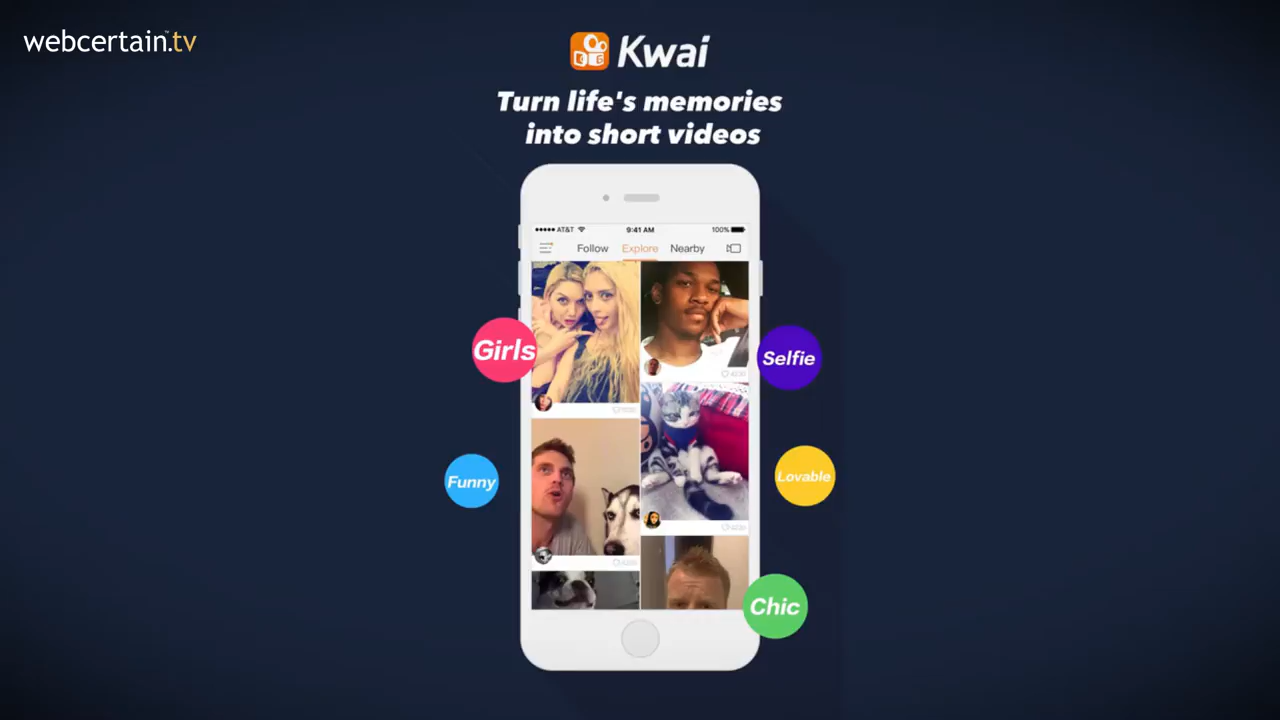 webcertain.tv
Kwai
Turn life's memories
into short videos
AT&T 9:41 AM 100%
Follow Explore Nearby
Girls
Selfie
Funny
Lovable
Chic